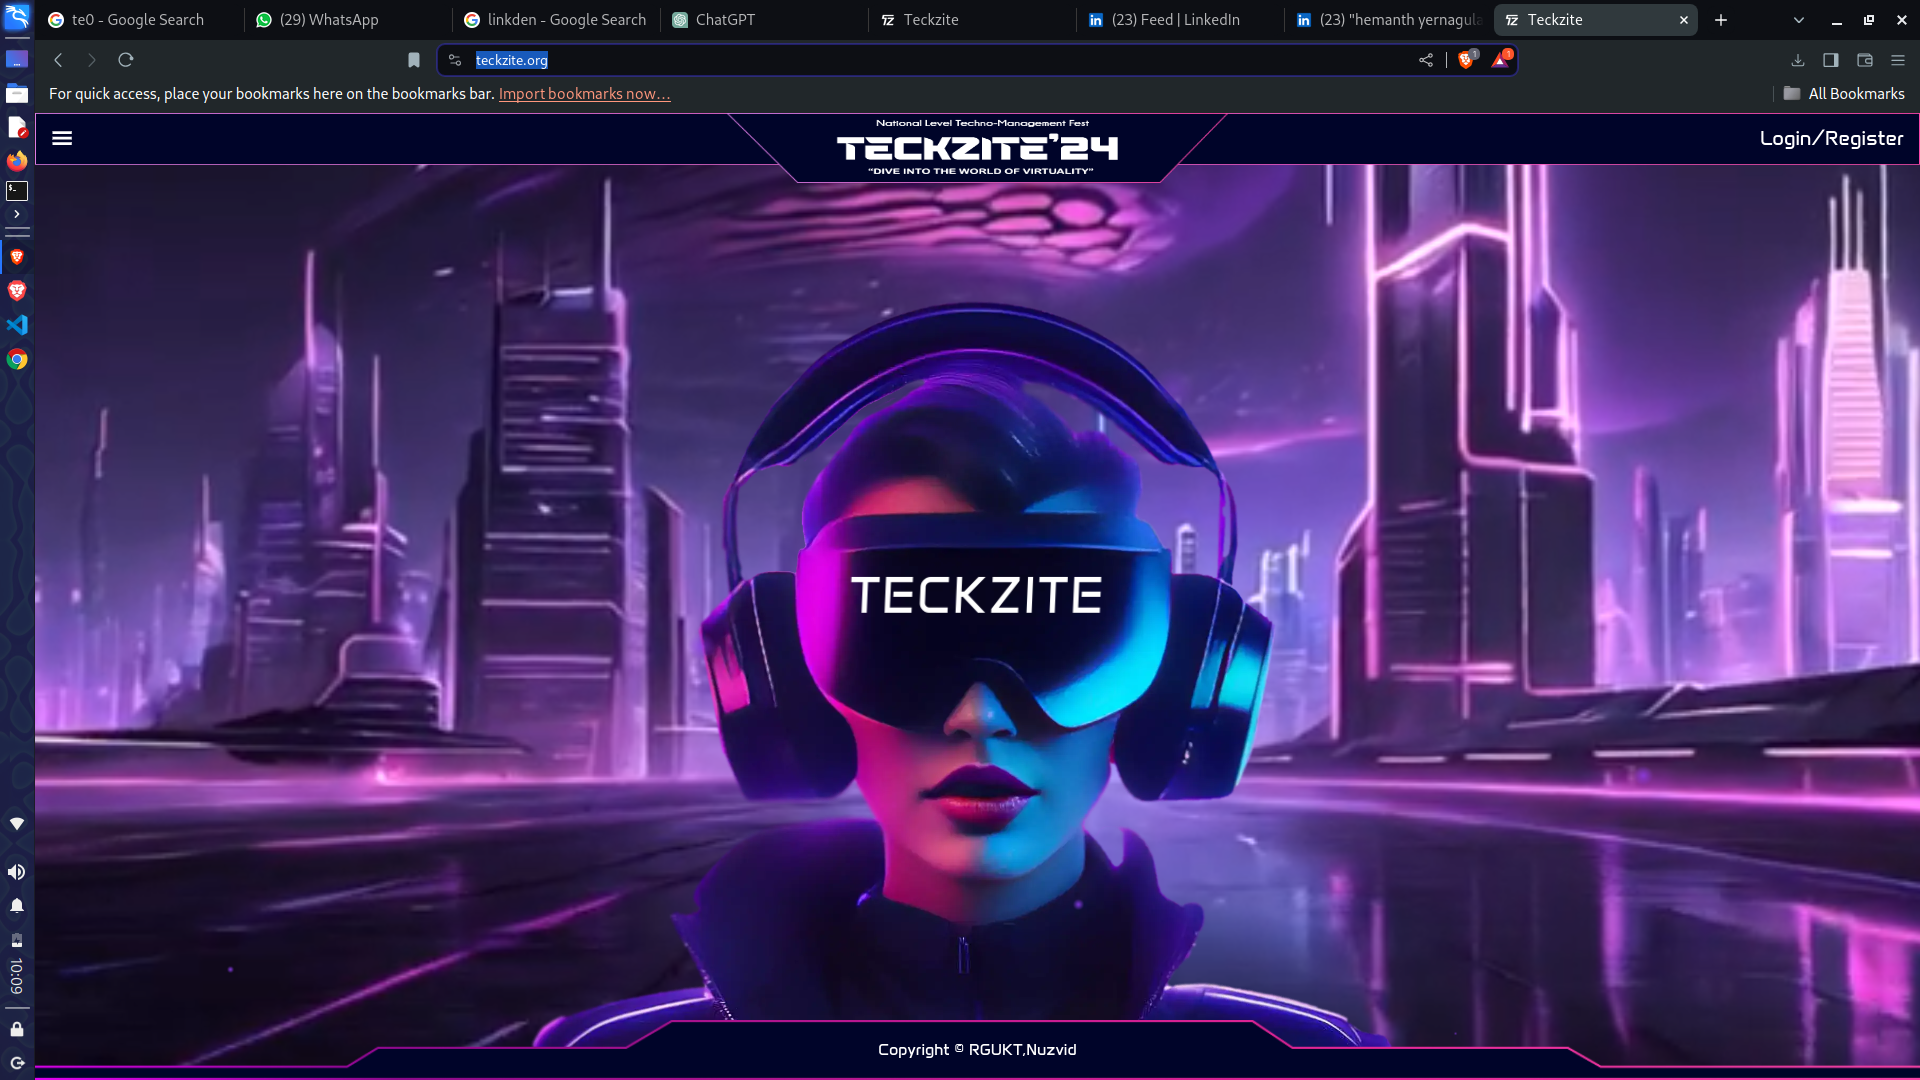 te0 - Google Search
(29) WhatsApp
linkden - Google Search
ChatGPT
Teckzite
(23) Feed | LinkedIn
(23) "hemanth yernagula
Teckzite
teckzite.org
1
1
For quick access, place your bookmarks here on the bookmarks bar. Import bookmarks now...
All Bookmarks
National Level Techno-Management Fest
TECKZITE'24
"DIVE INTO THE WORLD OF VIRTUALITY"
Login/Register
TECKZITE
10:09
Copyright © RGUKT,Nuzvid